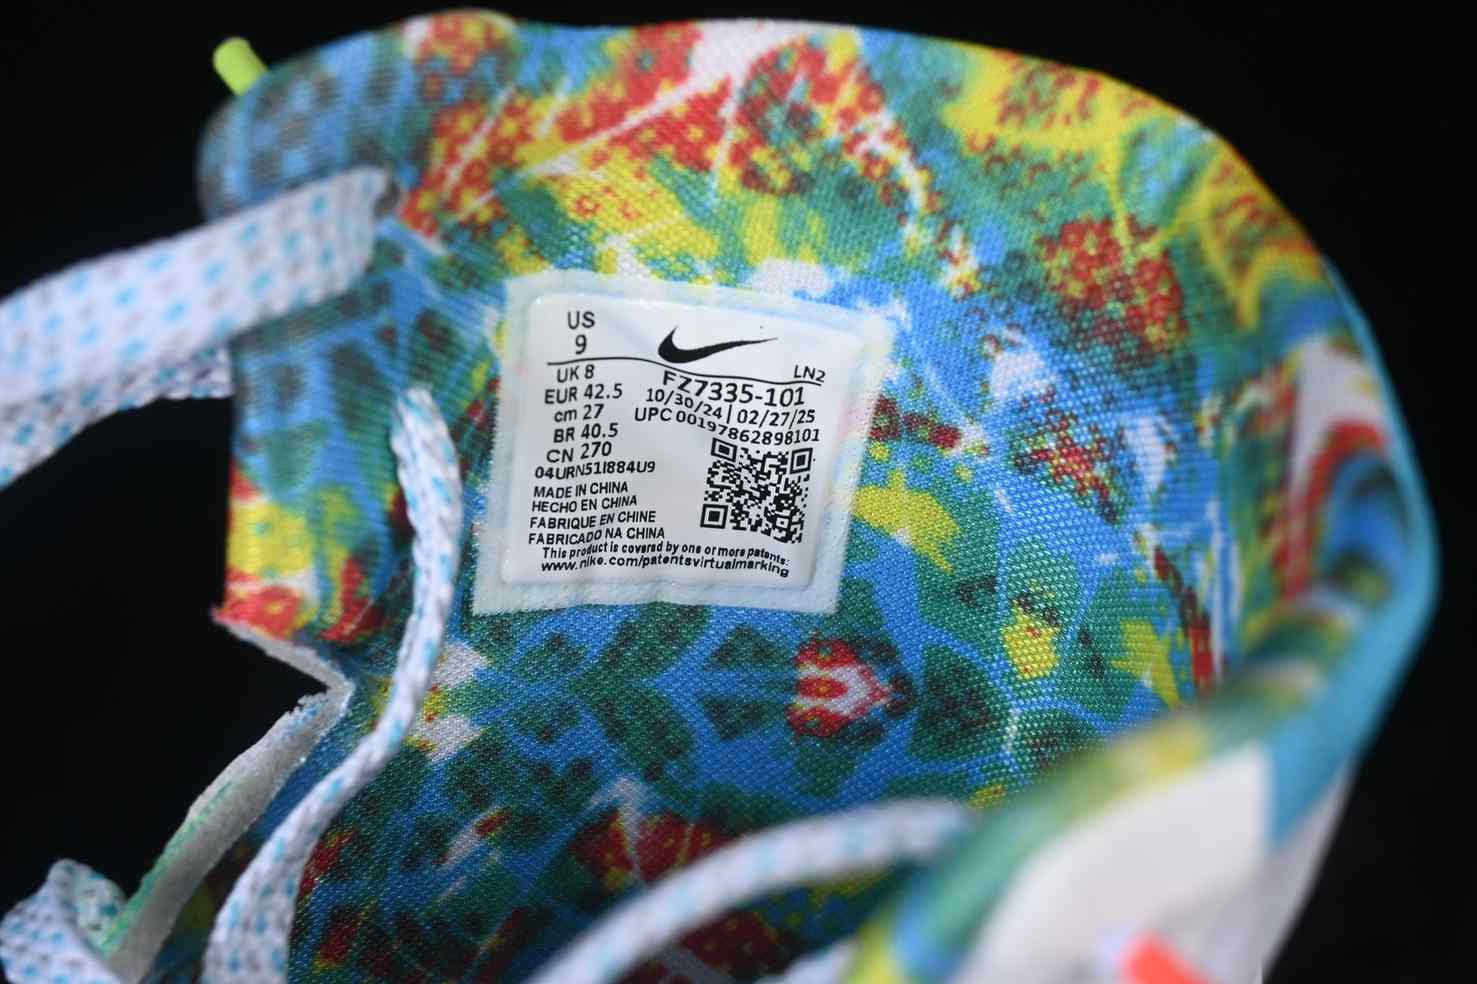 US
9
LN2
UK 8
EUR 42.5
cm 27
BR 40.5
CN 270
FZ7335-101
10/30/24 | 02/27/25
UPC 00197862898101
04URN51I884U9
MADE IN CHINA
HECHO EN CHINA
FABRIQUE EN CHINE
FABRICADO NA CHINA
This product is covered by one or more patents:
www.nike.com/patentsvirtualmarking